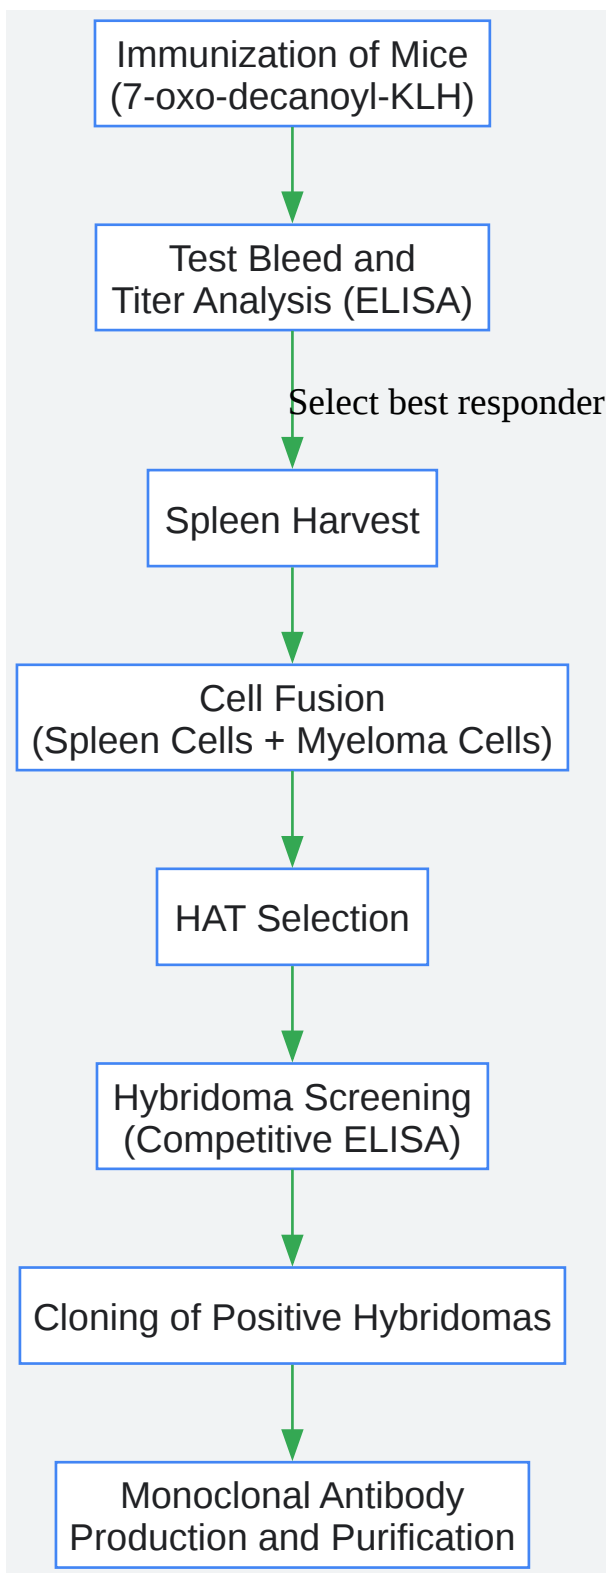 Immunization of Mice
(7-oxo-decanoyl-KLH)
Test Bleed and
Titer Analysis (ELISA)
Select best responder
Spleen Harvest
Cell Fusion
(Spleen Cells + Myeloma Cells)
HAT Selection
Hybridoma Screening
(Competitive ELISA)
Cloning of Positive Hybridomas
Monoclonal Antibody
Production and Purification